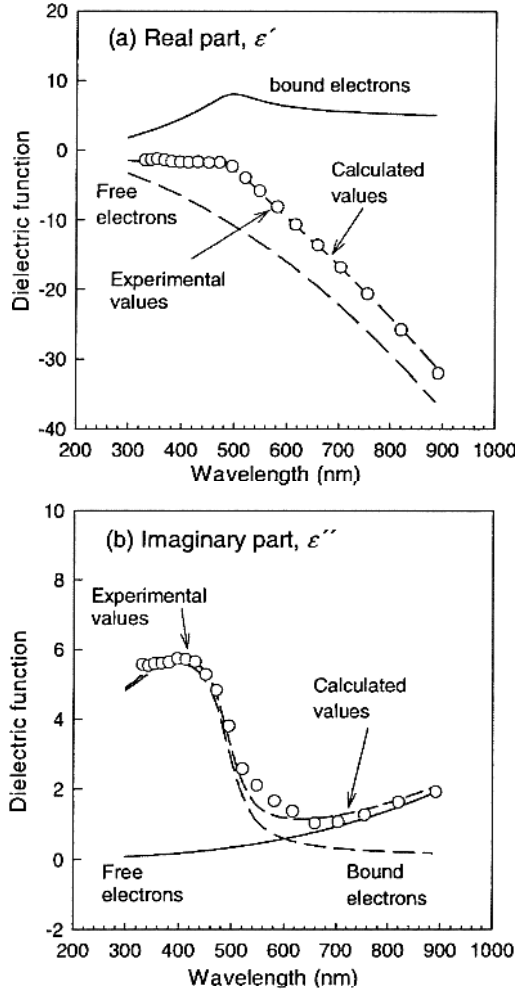 (a) Real part, ε′
bound electrons
Free
electrons
Calculated
values
Experimental
values
Dielectric function
20
10
0
-10
-20
-30
-40
200 300 400 500 600 700 800 900 1000
Wavelength (nm)
(b) Imaginary part, ε′′
Experimental
values
Calculated
values
Free
electrons
Bound
electrons
Dielectric function
10
8
6
4
2
0
-2
200 300 400 500 600 700 800 900 1000
Wavelength (nm)